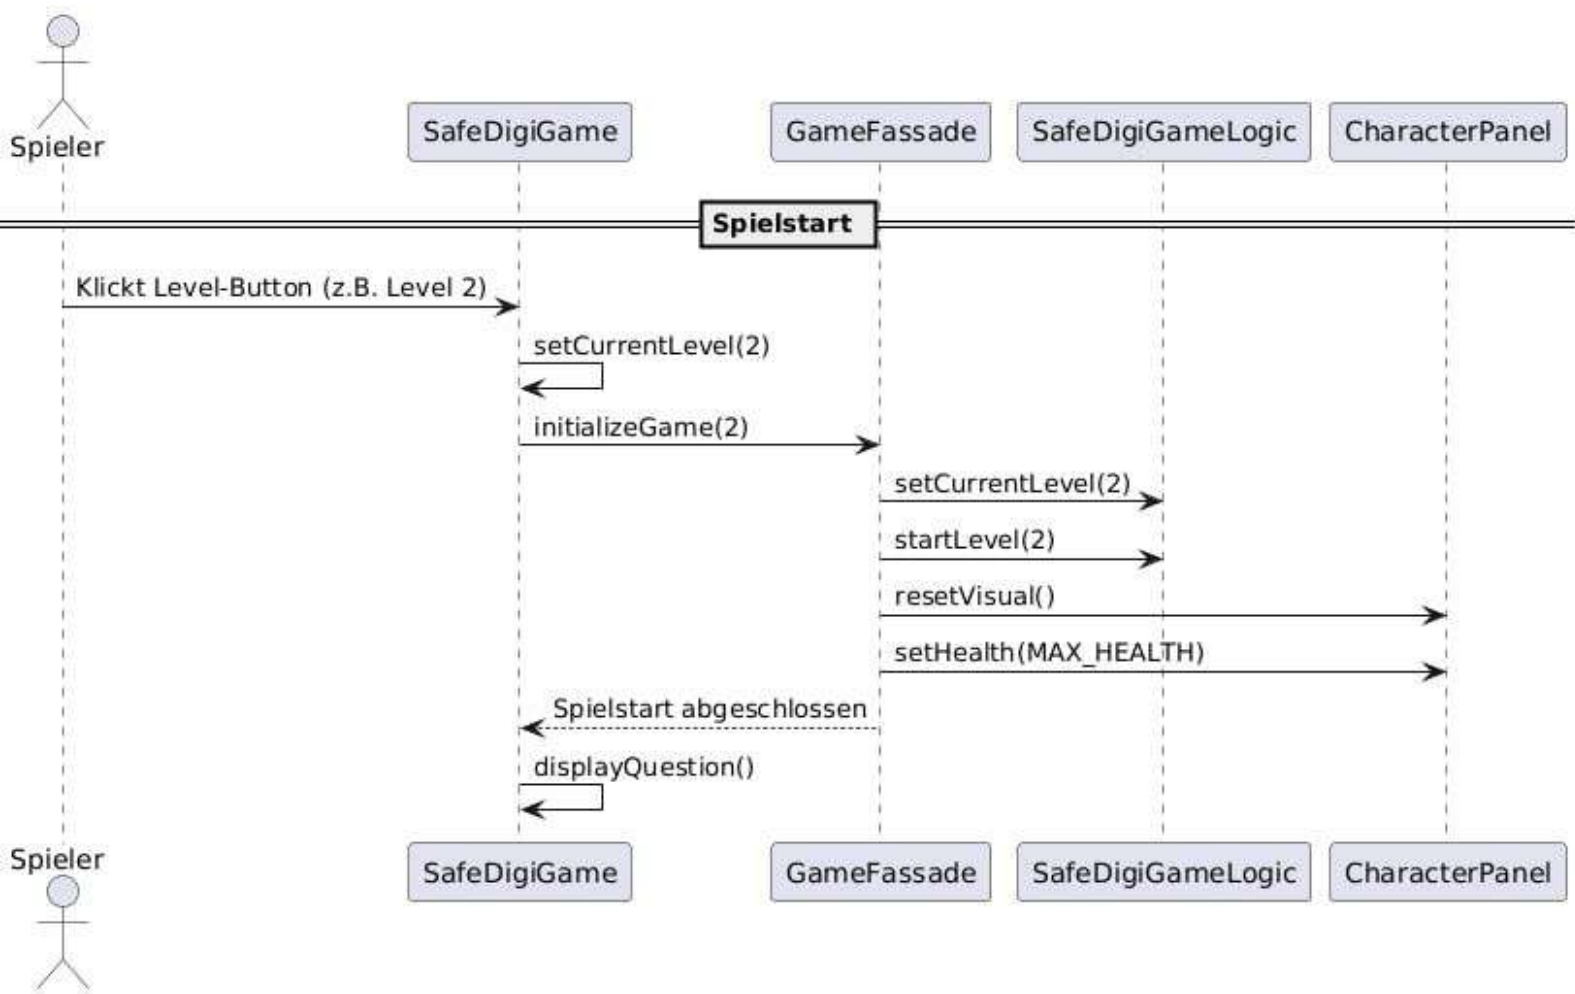 Spieler
SafeDigiGame
GameFassade
SafeDigiGameLogic
CharacterPanel
Spielstart
Klickt Level-Button (z.B. Level 2)
setCurrentLevel(2)
initializeGame(2)
setCurrentLevel(2)
startLevel(2)
resetVisual()
setHealth(MAX_HEALTH)
Spielstart abgeschlossen
displayQuestion()
Spieler
SafeDigiGame
GameFassade
SafeDigiGameLogic
CharacterPanel